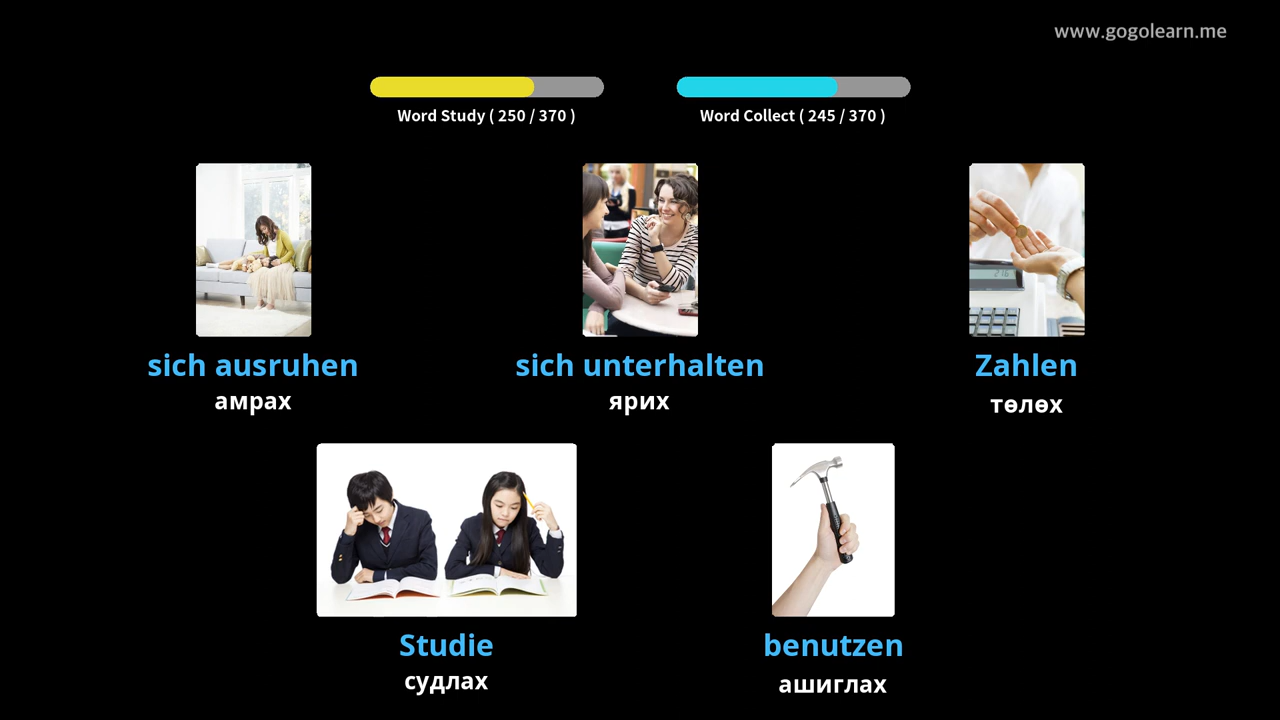 www.gogolearn.me
Word Study ( 250 / 370 )
Word Collect ( 245 / 370 )
sich ausruhen
амрах
sich unterhalten
ярих
Zahlen
төлөх
Studie
судлах
benutzen
ашиглах